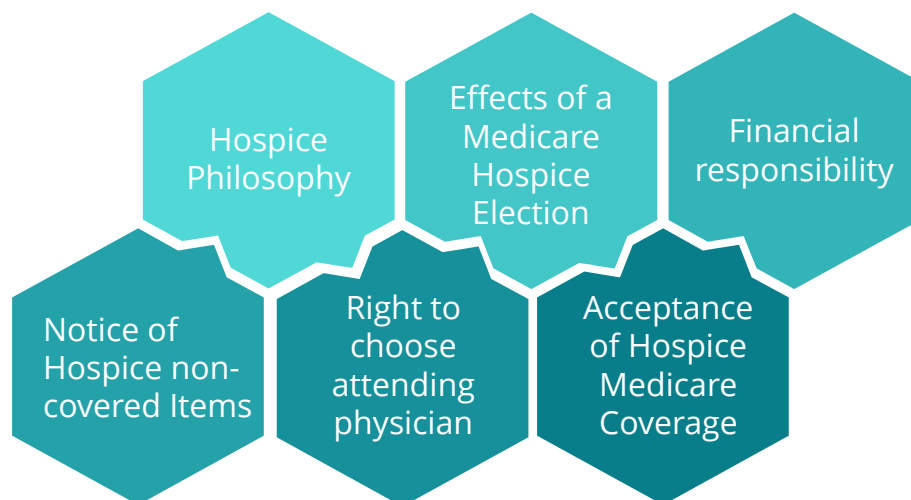 Hospice
Philosophy
Effects of a
Medicare
Hospice
Election
Financial
responsibility
Notice of
Hospice non-
covered Items
Right to
choose
attending
physician
Acceptance
of Hospice
Medicare
Coverage